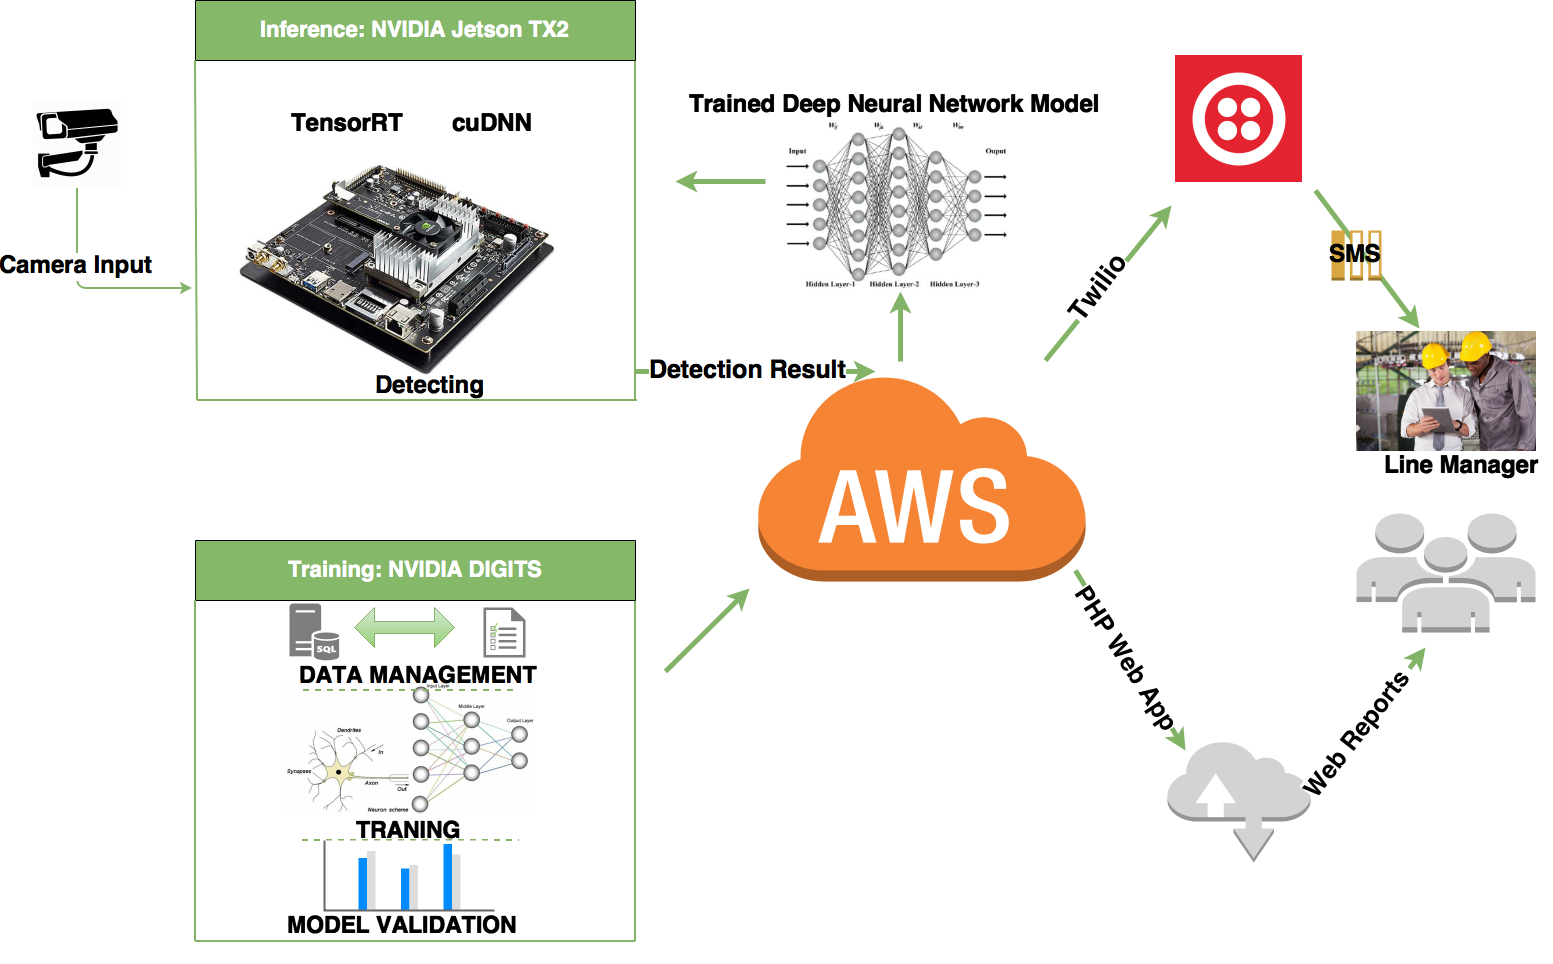 Inference: NVIDIA Jetson TX2
TensorRT cuDNN
Detecting
Camera Input
Trained Deep Neural Network Model
Input
Ouput
Hidden Layer-1 Hidden Layer-2 Hidden Layer-3
Detection Result
AWS
Twilio
SMS
Line Manager
PHP Web App
Web Reports
Training: NVIDIA DIGITS
SQL
DATA MANAGEMENT
Input Layer
Middle Layer
Output Layer
Dendrites
In
Synapses
Axon
Out
Neuron scheme
TRANING
MODEL VALIDATION